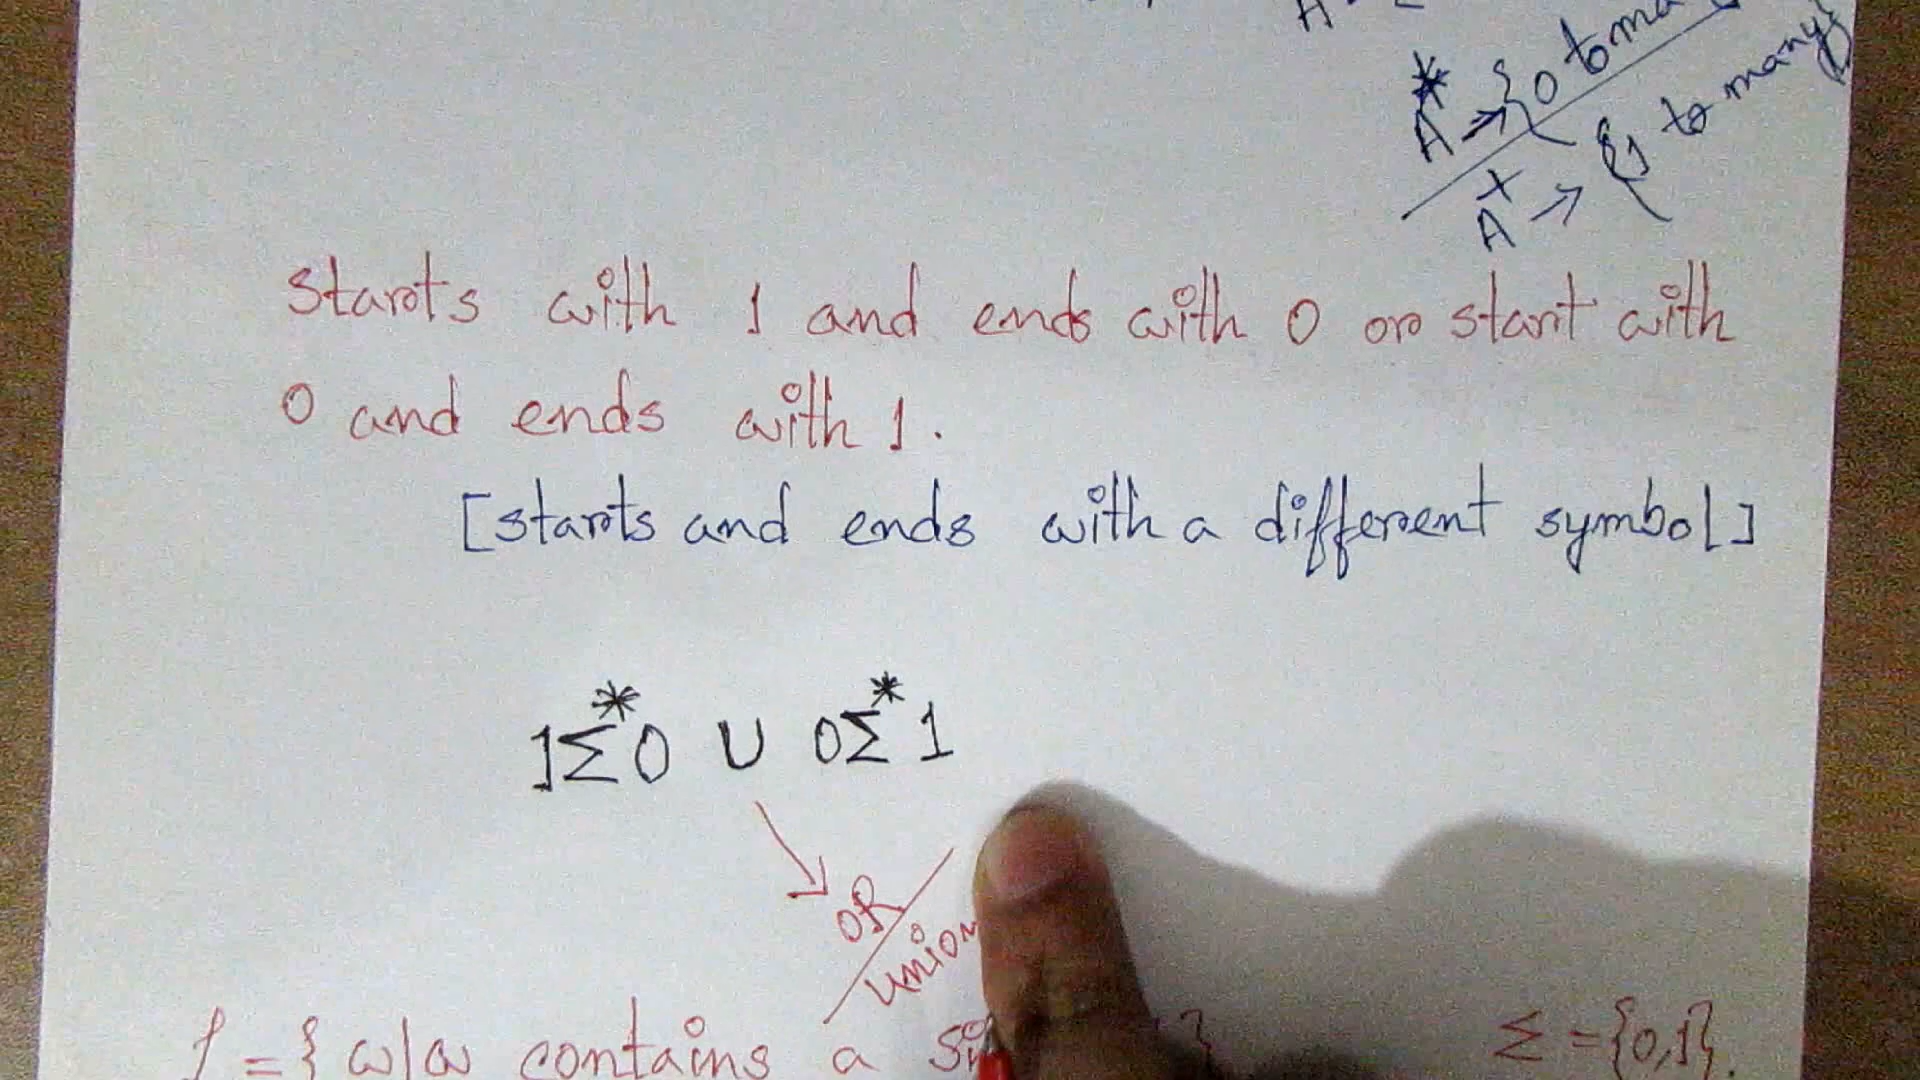 A* → {0 to ma
A+ → {1 to many}
starts with 1 and ends with 0 or start with
0 and ends with 1.
[starts and ends with a different symbol]
1Σ*0 ∪ 0Σ*1
OR
union
L = {w|w contains a } Σ = {0,1}.